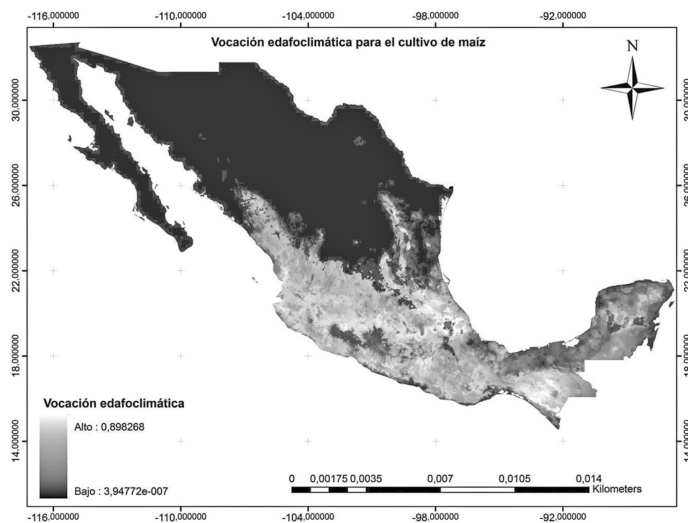 -116,000000 -110,000000 -104,000000 -98,000000 -92,000000
Vocación edafoclimática para el cultivo de maíz
N
30,000000 30,000000
26,000000 26,000000
22,000000 22,000000
18,000000 18,000000
14,000000 14,000000
Vocación edafoclimática
Alto : 0,898268
Bajo : 3,94772e-007
0 0,00175 0,0035 0,007 0,0105 0,014
Kilometers
-116,000000 -110,000000 -104,000000 -98,000000 -92,000000